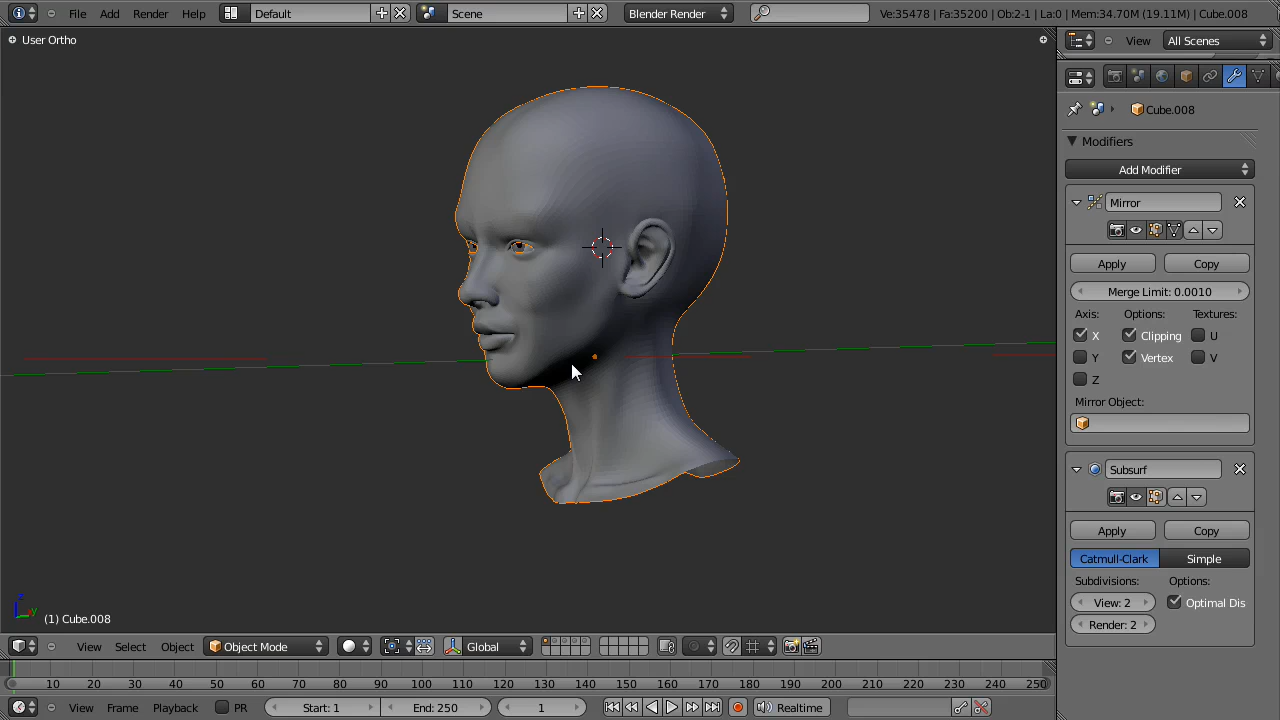 File Add Render Help Default Scene Blender Render Ve:35478 | Fa:35200 | Ob:2-1 | La:0 | Mem:34.70M (19.11M) | Cube.008
User Ortho
View All Scenes
Cube.008
Modifiers
Add Modifier
Mirror
Apply Copy
Merge Limit: 0.0010
Axis: Options: Textures:
X Clipping U
Y Vertex V
Z
Mirror Object:
Subsurf
Apply Copy
Catmull-Clark Simple
Subdivisions: Options:
View: 2 Optimal Dis
Render: 2
z
y
(1) Cube.008
View Select Object Object Mode Global
10 20 30 40 50 60 70 80 90 100 110 120 130 140 150 160 170 180 190 200 210 220 230 240 250
View Frame Playback PR Start: 1 End: 250 1 Realtime